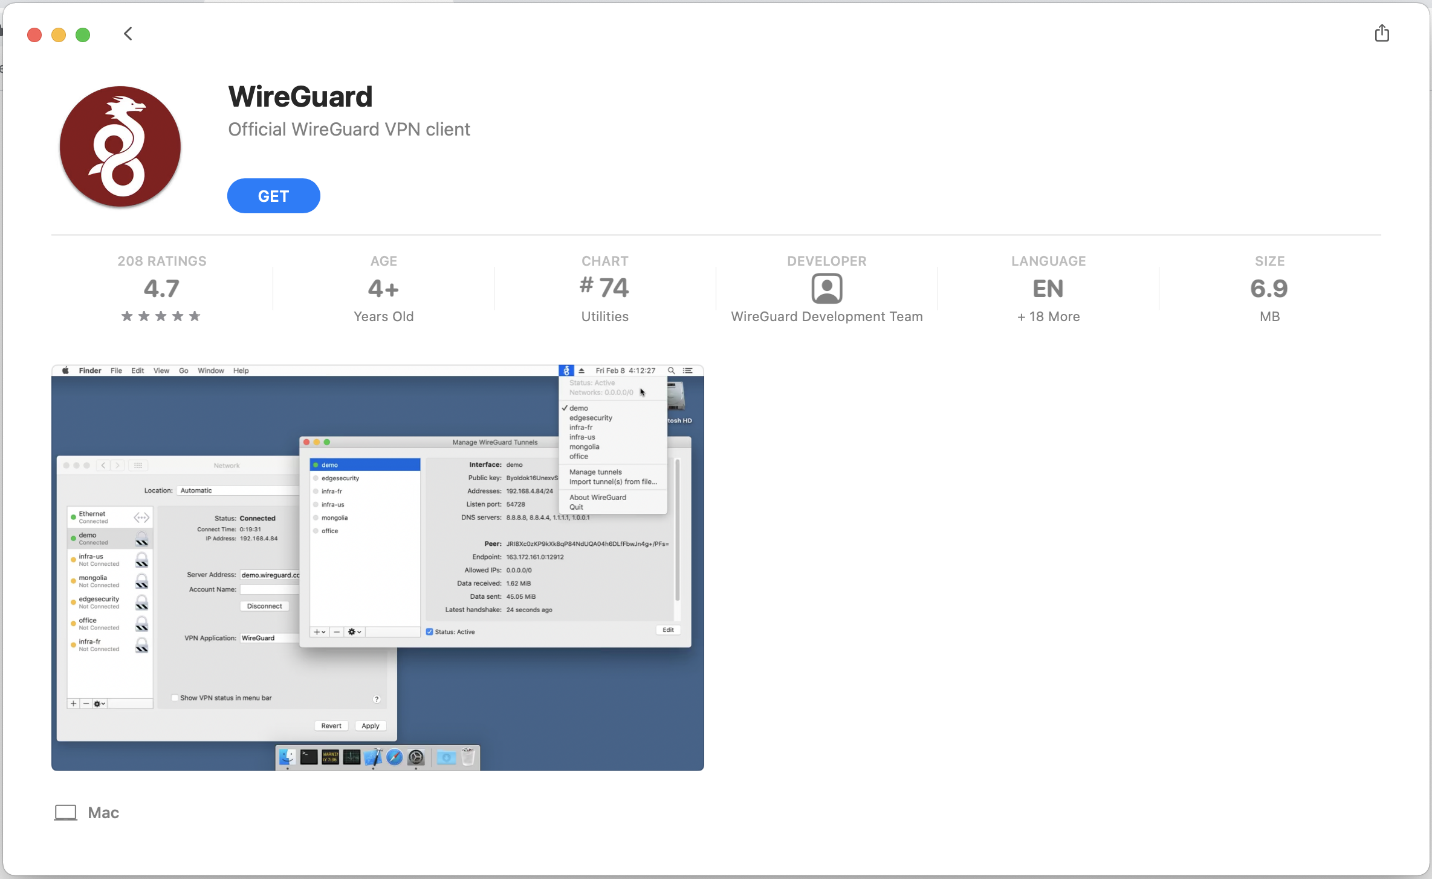 WireGuard
Official WireGuard VPN client
GET
208 RATINGS
4.7
AGE
4+
Years Old
CHART
# 74
Utilities
DEVELOPER
WireGuard Development Team
LANGUAGE
EN
+ 18 More
SIZE
6.9
MB
Finder File Edit View Go Window Help
Fri Feb 8 4:12:27
Status: Active
Networks: 0.0.0.0/0
✓ demo
edgesecurity
infra-fr
infra-us
mongolia
office
Manage tunnels
Import tunnel(s) from file...
About WireGuard
Quit
Manage WireGuard Tunnels
demo
edgesecurity
infra-fr
infra-us
mongolia
office
Interface: demo
Public key:
Addresses: 192.168.4.84/24
Listen port: 54728
DNS servers: 8.8.8.8, 8.8.4.4, 1.1.1.1, 1.0.0.1
Peer:
Endpoint: 163.172.161.0:12912
Allowed IPs: 0.0.0.0/0
Data received: 1.62 MiB
Data sent: 45.05 MiB
Latest handshake: 24 seconds ago
Status: Active
Edit
Network
Location: Automatic
Ethernet
Connected
demo
Connected
infra-us
Not Connected
mongolia
Not Connected
edgesecurity
Not Connected
office
Not Connected
infra-fr
Not Connected
Status: Connected
Connect Time: 0:19:31
IP Address: 192.168.4.84
Server Address: demo.wireguard.co
Account Name:
Disconnect
VPN Application: WireGuard
Show VPN status in menu bar
?
Revert Apply
Mac